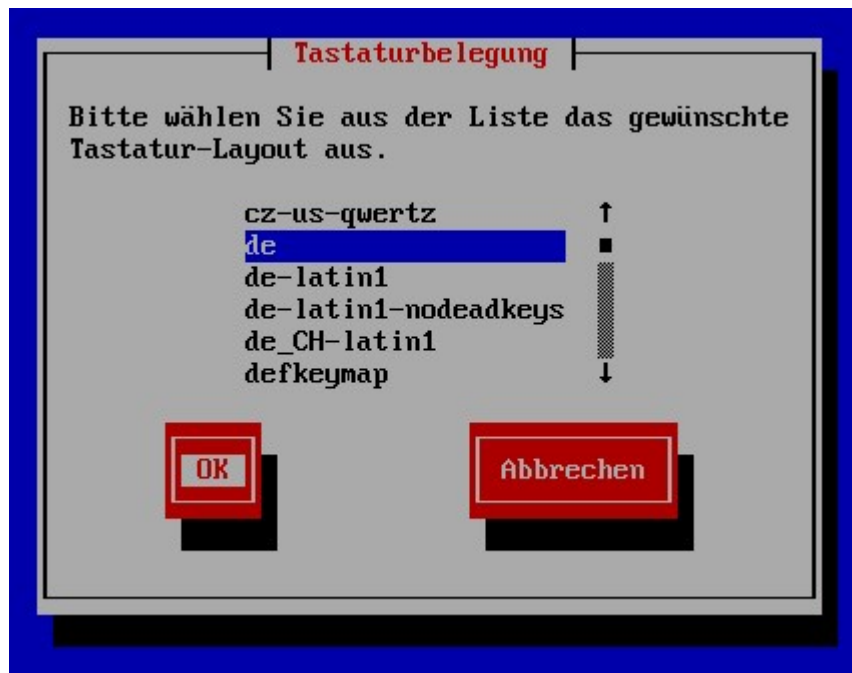 Tastaturbelegung
Bitte wählen Sie aus der Liste das gewünschte
Tastatur-Layout aus.
cz-us-qwertz
de
de-latin1
de-latin1-nodeadkeys
de_CH-latin1
defkeymap
OK Abbrechen